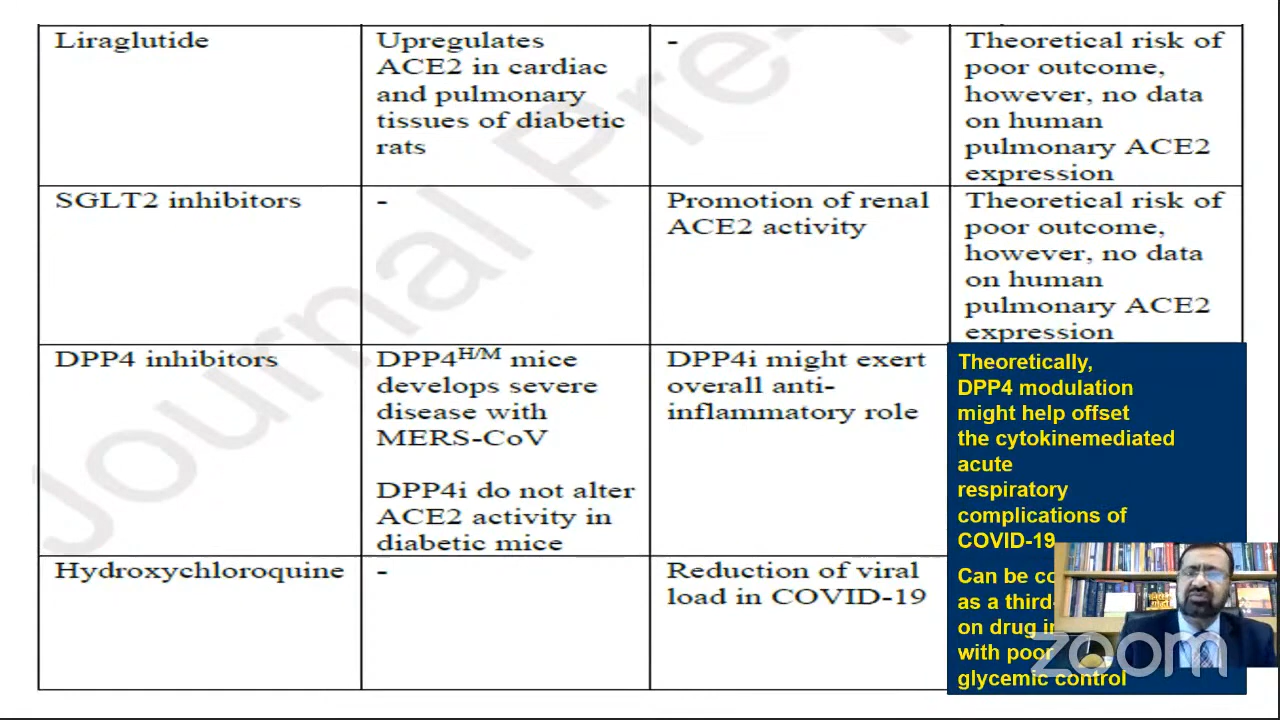 Liraglutide
Upregulates
ACE2 in cardiac
and pulmonary
tissues of diabetic
rats
-
Theoretical risk of
poor outcome,
however, no data
on human
pulmonary ACE2
expression
SGLT2 inhibitors
-
Promotion of renal
ACE2 activity
Theoretical risk of
poor outcome,
however, no data
on human
pulmonary ACE2
expression
DPP4 inhibitors
DPP4H/M mice
develops severe
disease with
MERS-CoV
DPP4i do not alter
ACE2 activity in
diabetic mice
DPP4i might exert
overall anti-
inflammatory role
Theoretically,
DPP4 modulation
might help offset
the cytokinemediated
acute
respiratory
complications of
COVID-19
Hydroxychloroquine
-
Reduction of viral
load in COVID-19
Can be
as a
on drug
with poor
glycemic control
Journal
zoom